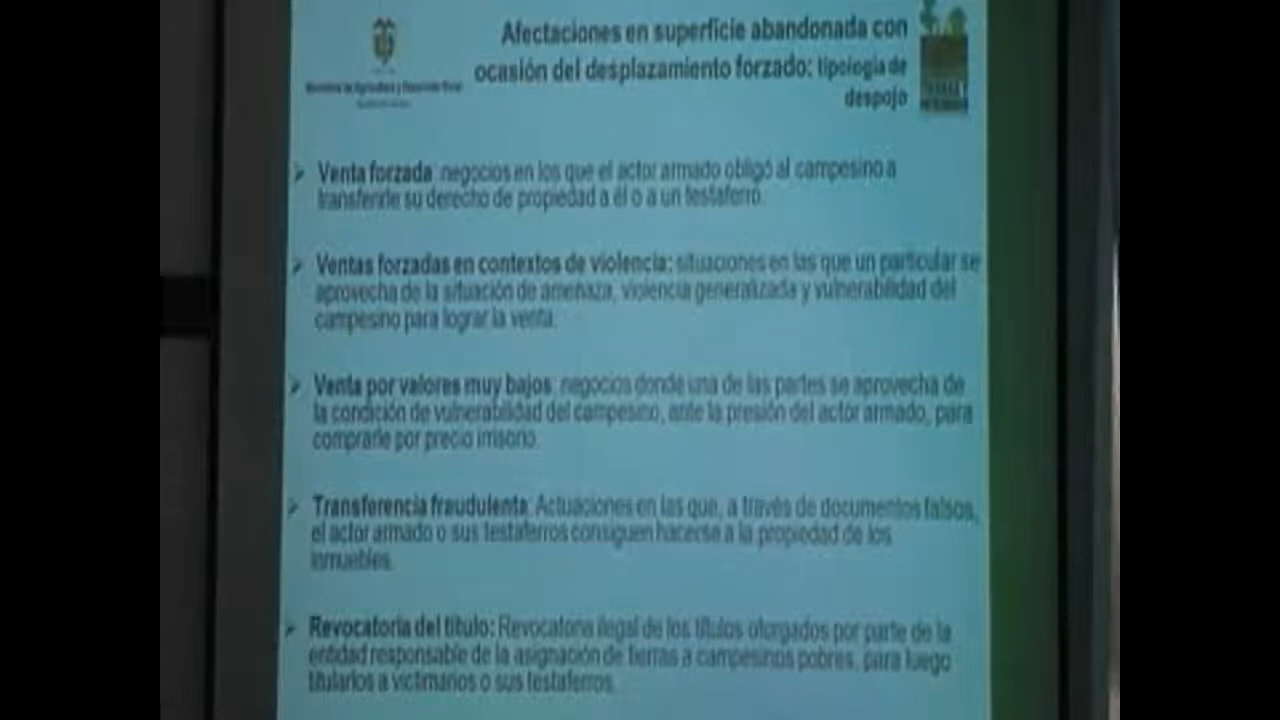 Afectaciones en superficie abandonada con
ocasión del desplazamiento forzado: tipología de
despojo
Ministerio de Agricultura y Desarrollo Rural
Venta forzada: negocios en los que el actor armado obligó al campesino a
transferirle su derecho de propiedad a él o a un testaferro.
Ventas forzadas en contextos de violencia: situaciones en las que un particular se
aprovecha de la situación de amenaza, violencia generalizada y vulnerabilidad del
campesino para lograr la venta.
Venta por valores muy bajos: negocios donde una de las partes se aprovecha de
la condición de vulnerabilidad del campesino, ante la presión del actor armado, para
comprarle por precio irrisorio.
Transferencia fraudulenta: Actuaciones en las que, a través de documentos falsos,
el actor armado o sus testaferros consiguen hacerse a la propiedad de los
inmuebles.
Revocatoria del título: Revocatoria ilegal de los títulos otorgados por parte de la
entidad responsable de la asignación de tierras a campesinos pobres, para luego
titularlos a victimarios o sus testaferros.